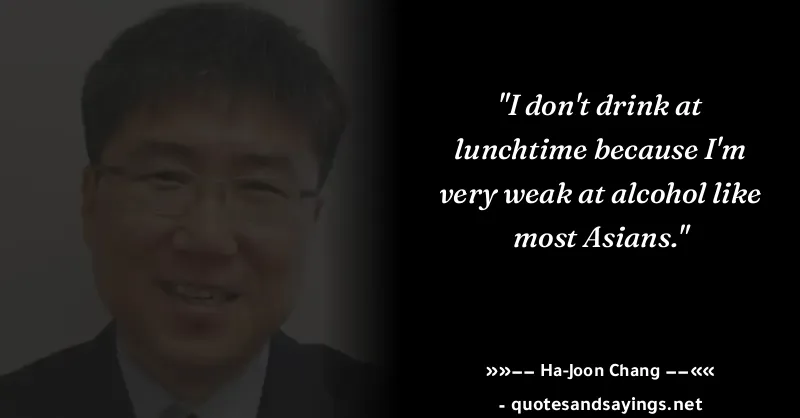 "I don't drink at
lunchtime because I'm
very weak at alcohol like
most Asians."
»»−− Ha-Joon Chang −−««
- quotesandsayings.net